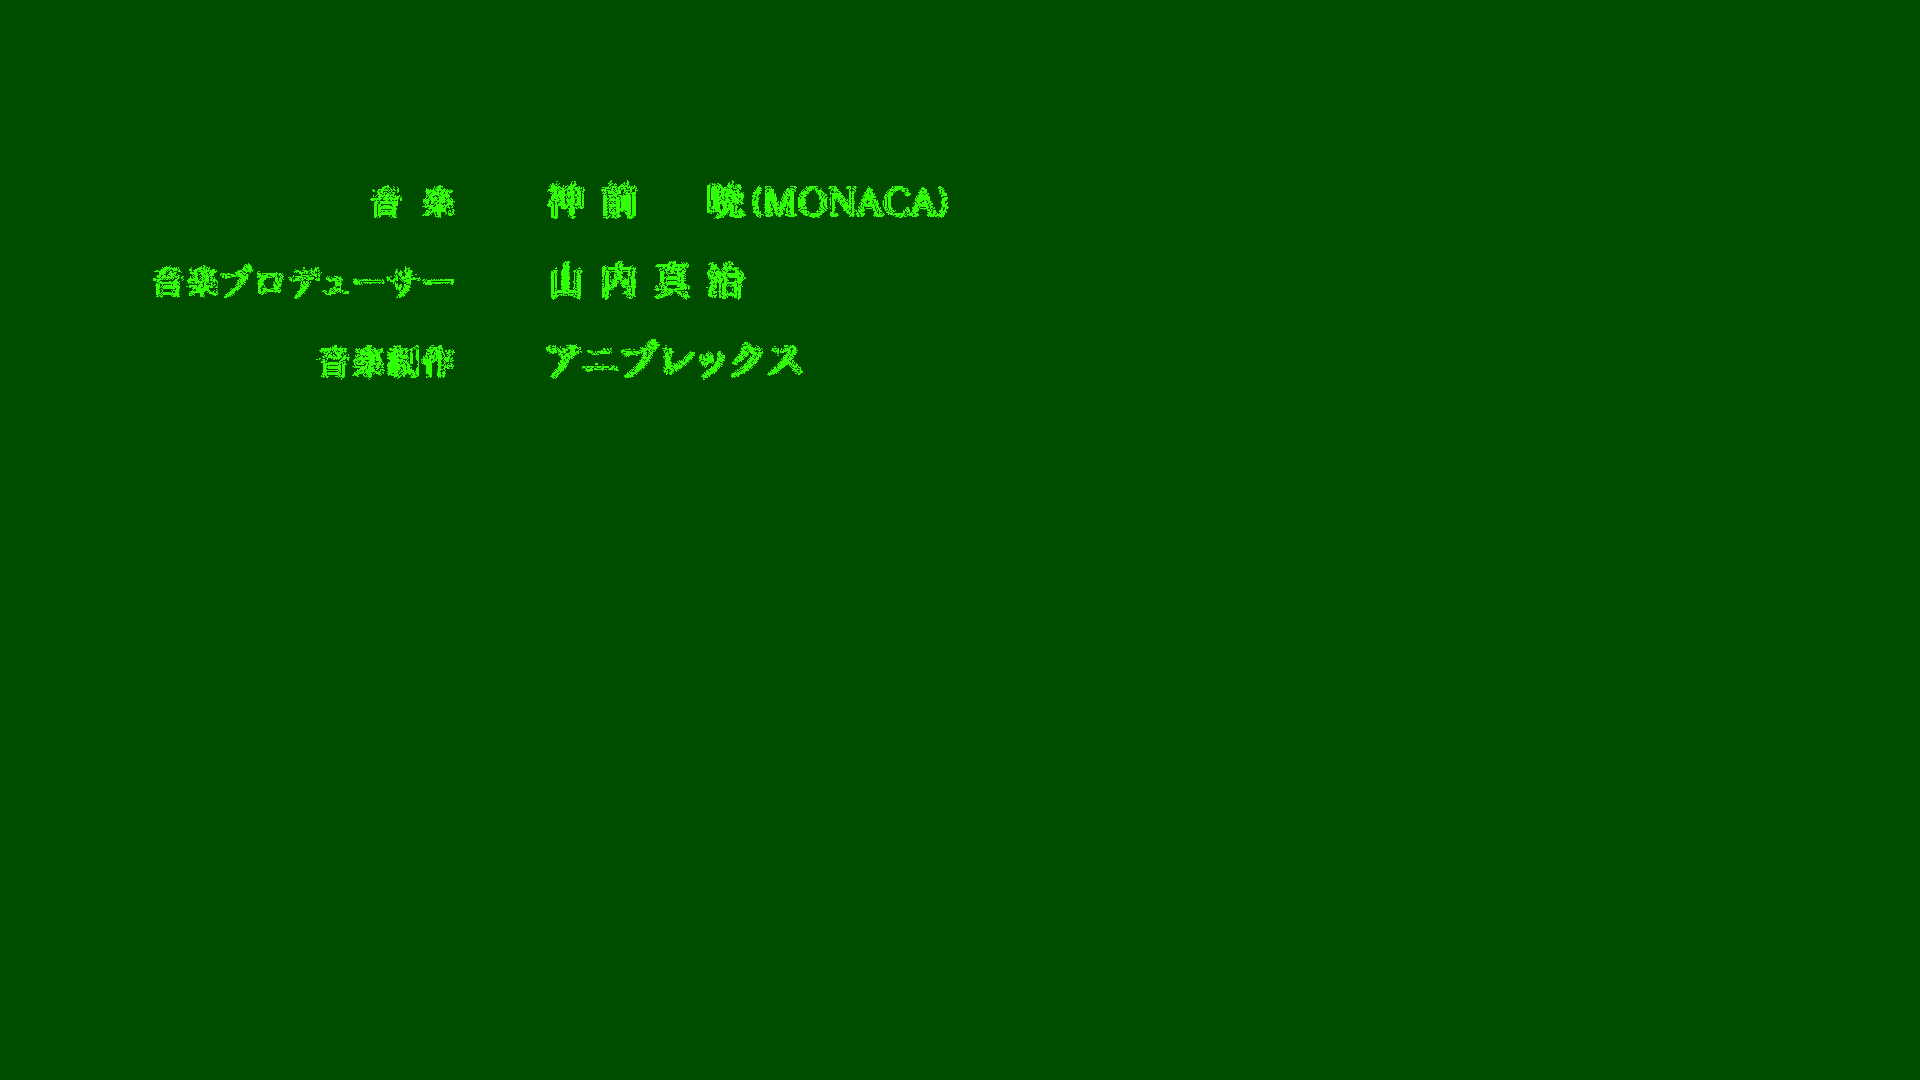 音 楽 神 前 暁(MONACA)
音楽プロデューサー 山 内 真 治
音楽制作 アニプレックス